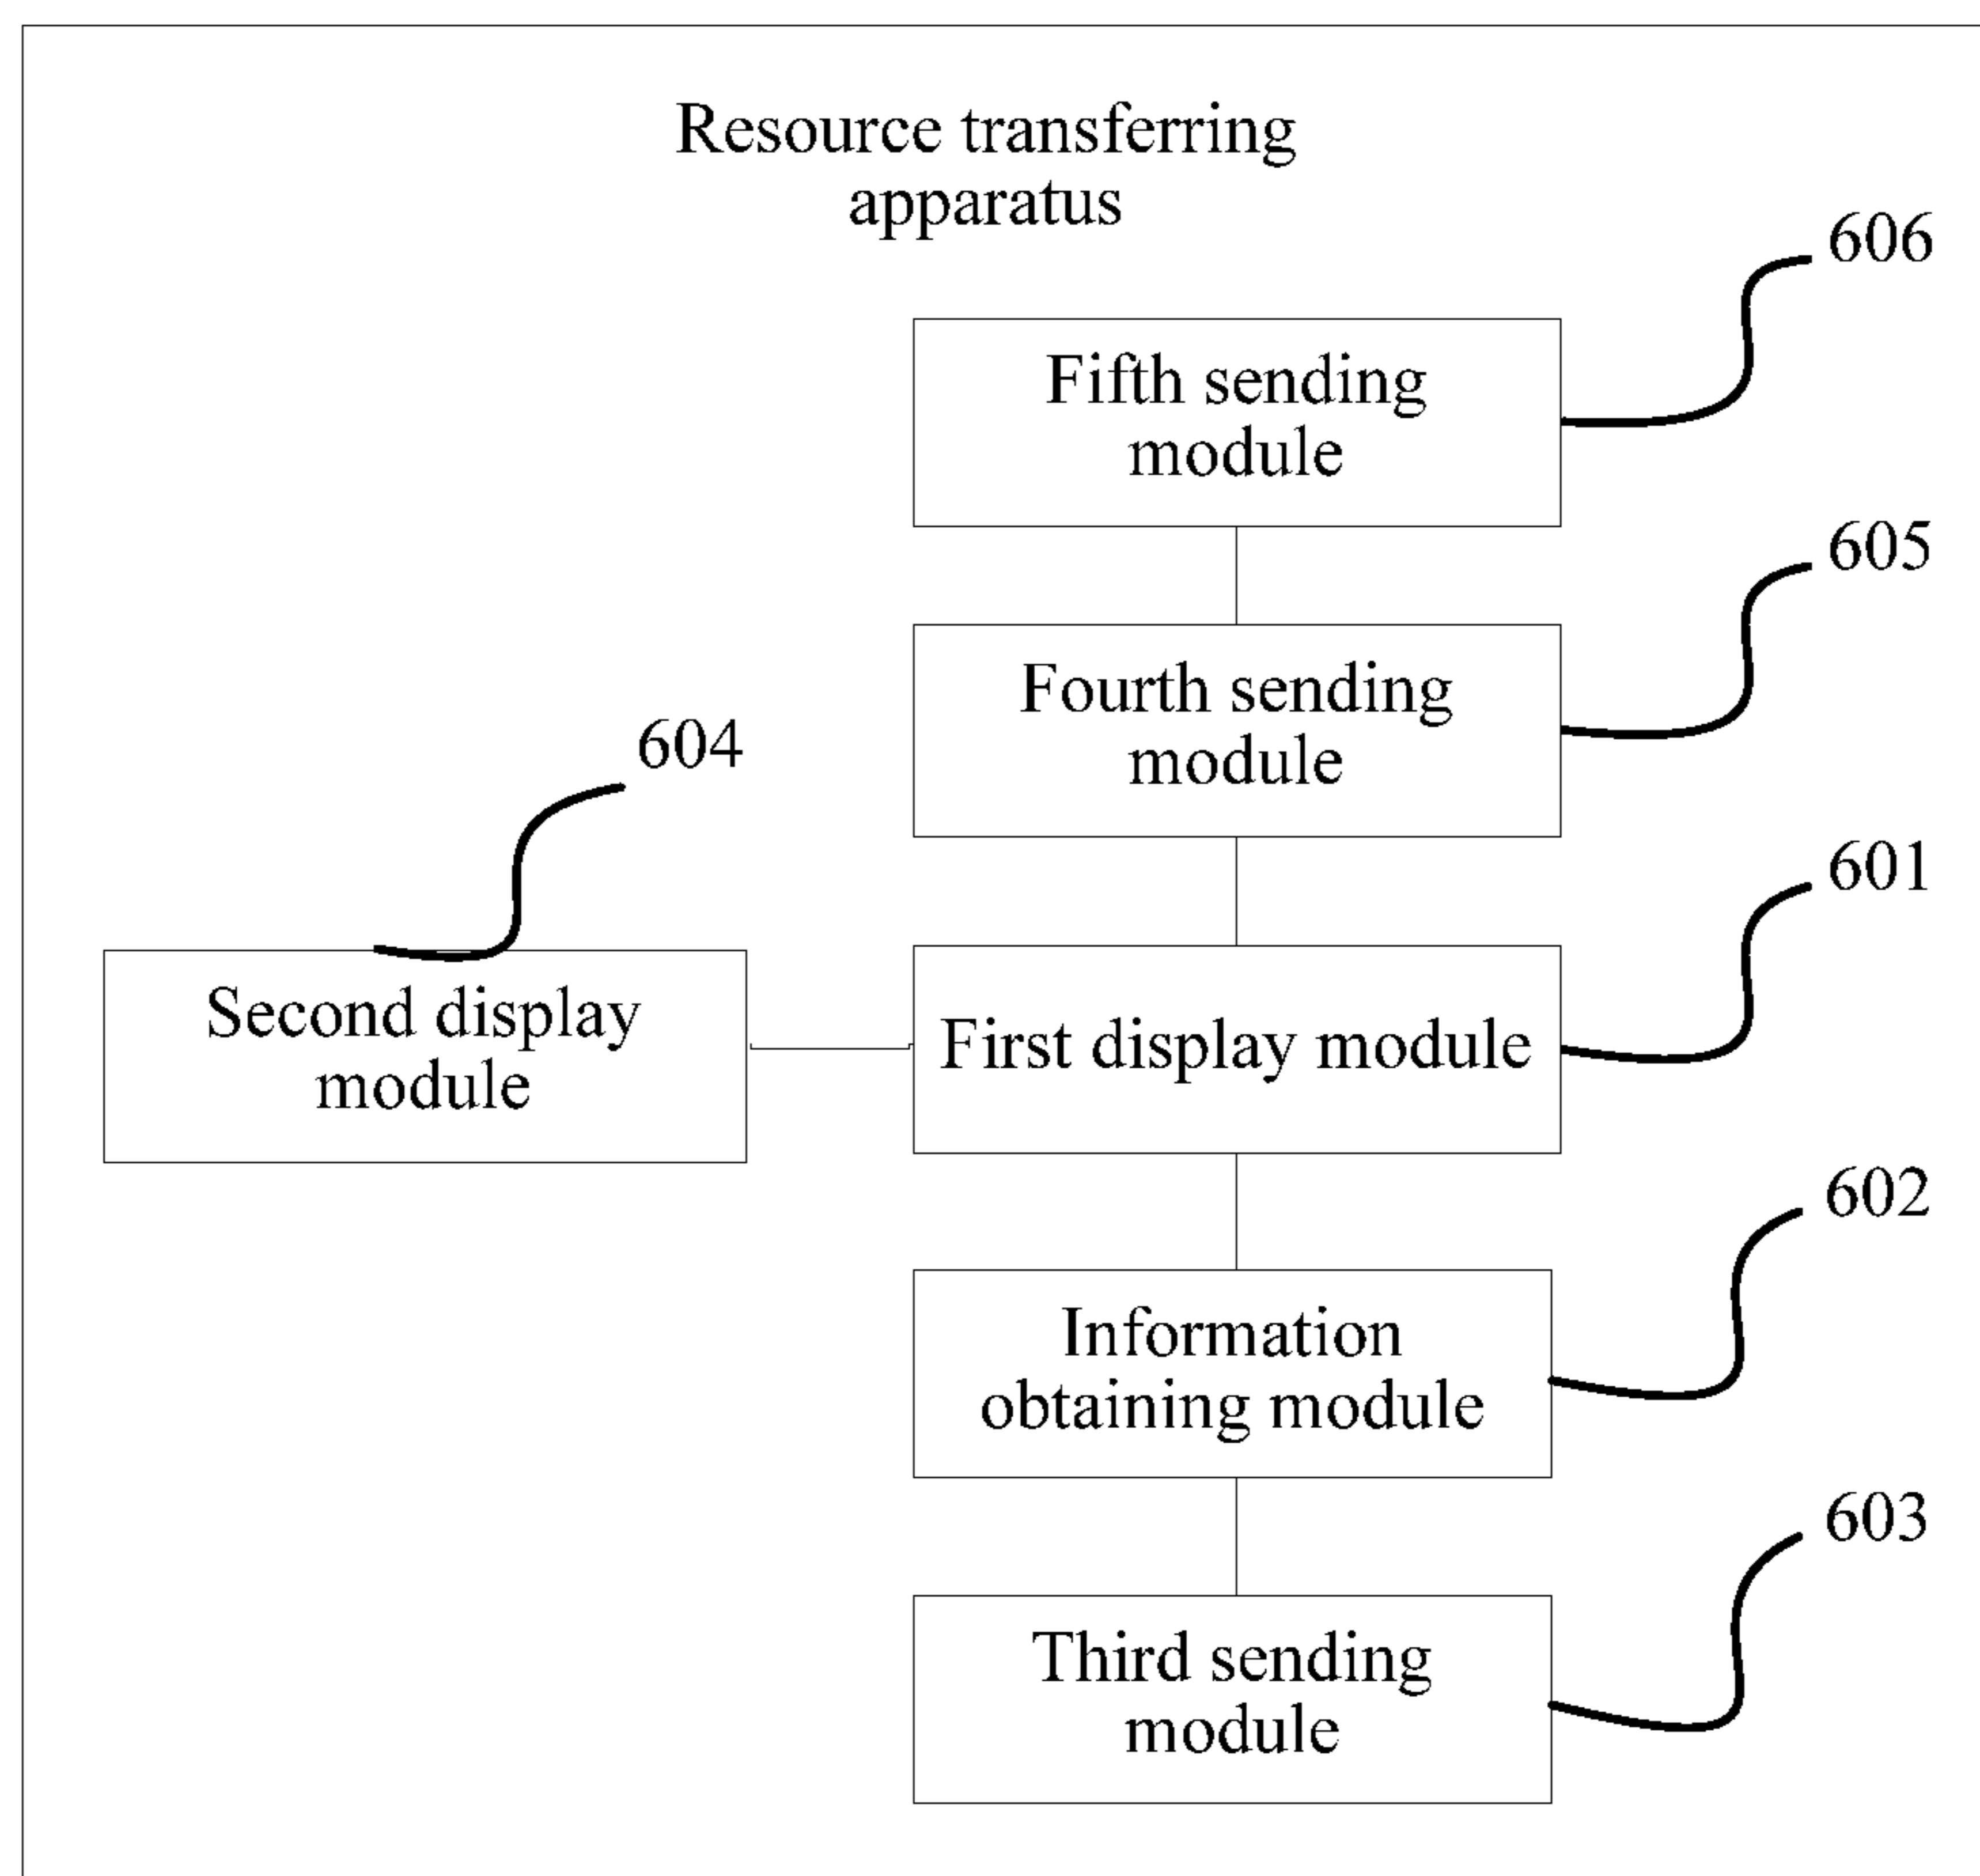 Resource transferring
apparatus
606
Fifth sending
module
605
Fourth sending
module
604
601
Second display
module
First display module
602
Information
obtaining module
603
Third sending
module